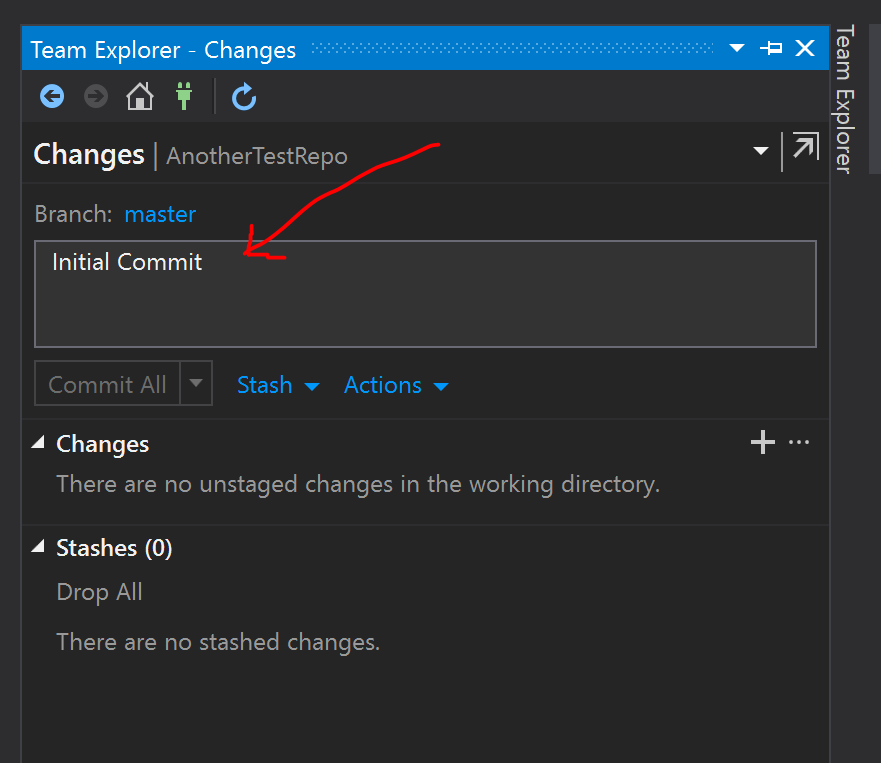 Team Explorer - Changes
Team Explorer
Changes | AnotherTestRepo
Branch: master
Initial Commit
Commit All Stash Actions
Changes
There are no unstaged changes in the working directory.
Stashes (0)
Drop All
There are no stashed changes.